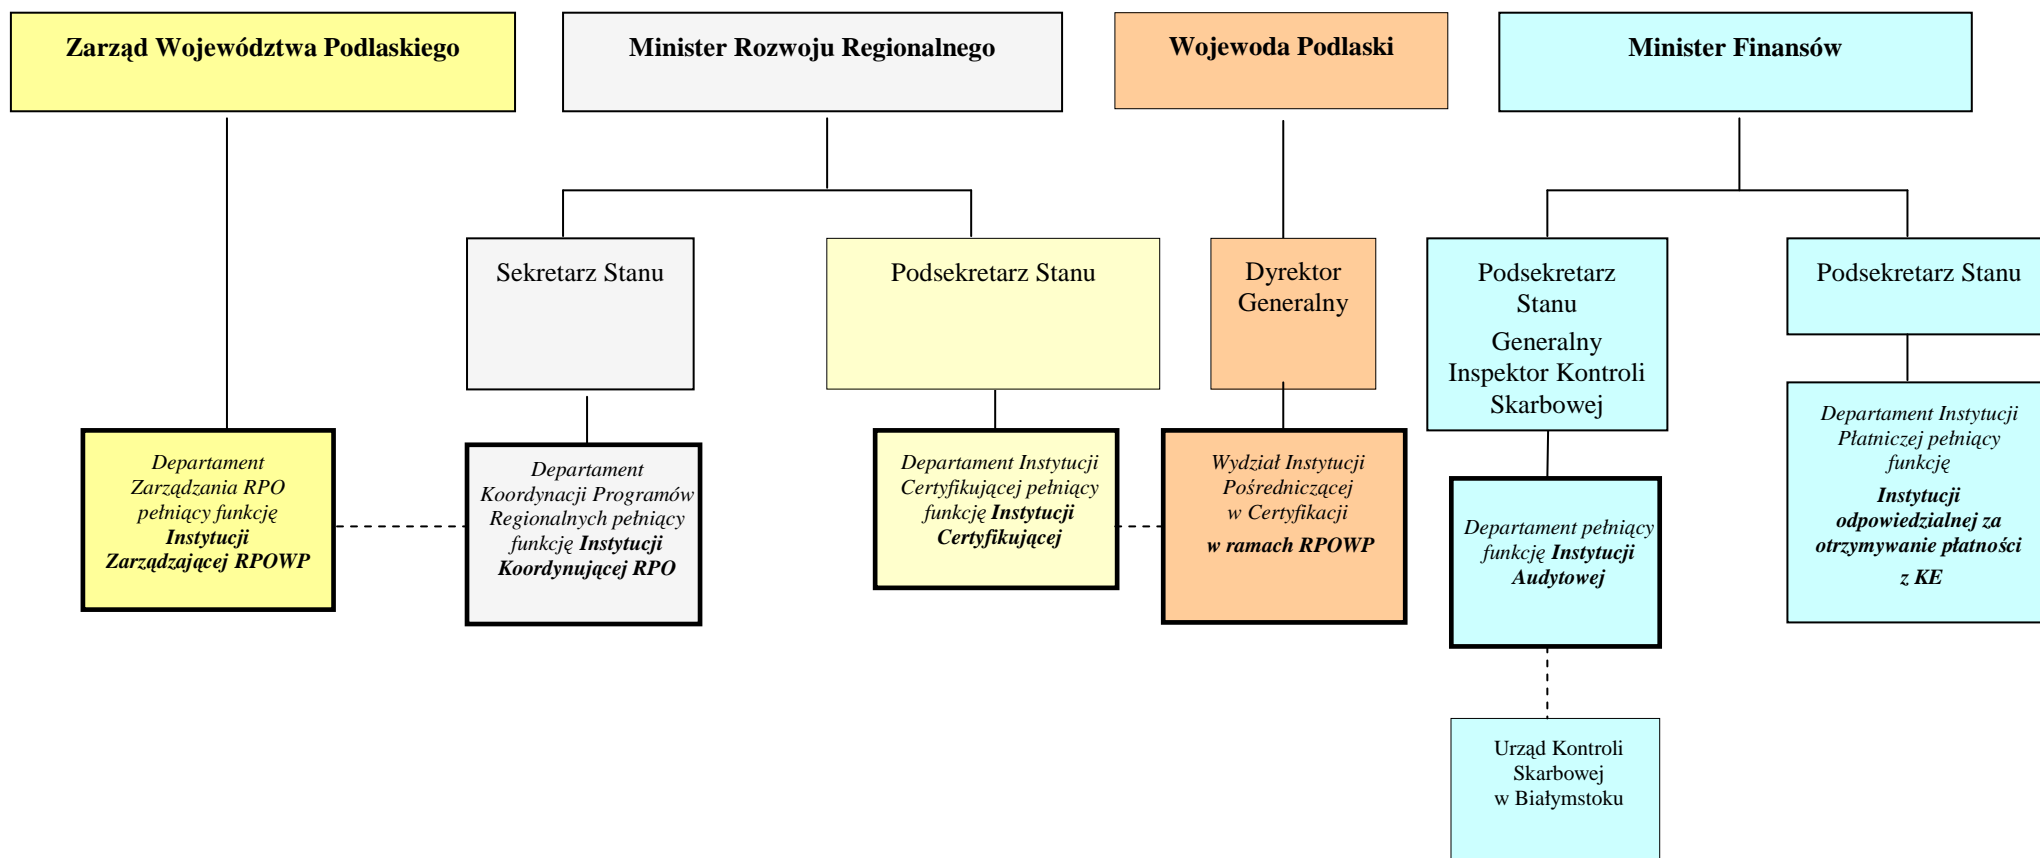 Zarząd Województwa Podlaskiego
Minister Rozwoju Regionalnego
Wojewoda Podlaski
Minister Finansów
Sekretarz Stanu
Podsekretarz Stanu
Dyrektor
Generalny
Podsekretarz
Stanu
Generalny
Inspektor Kontroli
Skarbowej
Podsekretarz Stanu
Departament
Zarządzania RPO
pełniący funkcję
Instytucji
Zarządzającej RPOWP
Departament
Koordynacji Programów
Regionalnych pełniący
funkcję Instytucji
Koordynującej RPO
Departament Instytucji
Certyfikującej pełniący
funkcję Instytucji
Certyfikującej
Wydział Instytucji
Pośredniczącej
w Certyfikacji
w ramach RPOWP
Departament pełniący
funkcję Instytucji
Audytowej
Departament Instytucji
Płatniczej pełniący
funkcję
Instytucji
odpowiedzialnej za
otrzymywanie płatności
z KE
Urząd Kontroli
Skarbowej
w Białymstoku